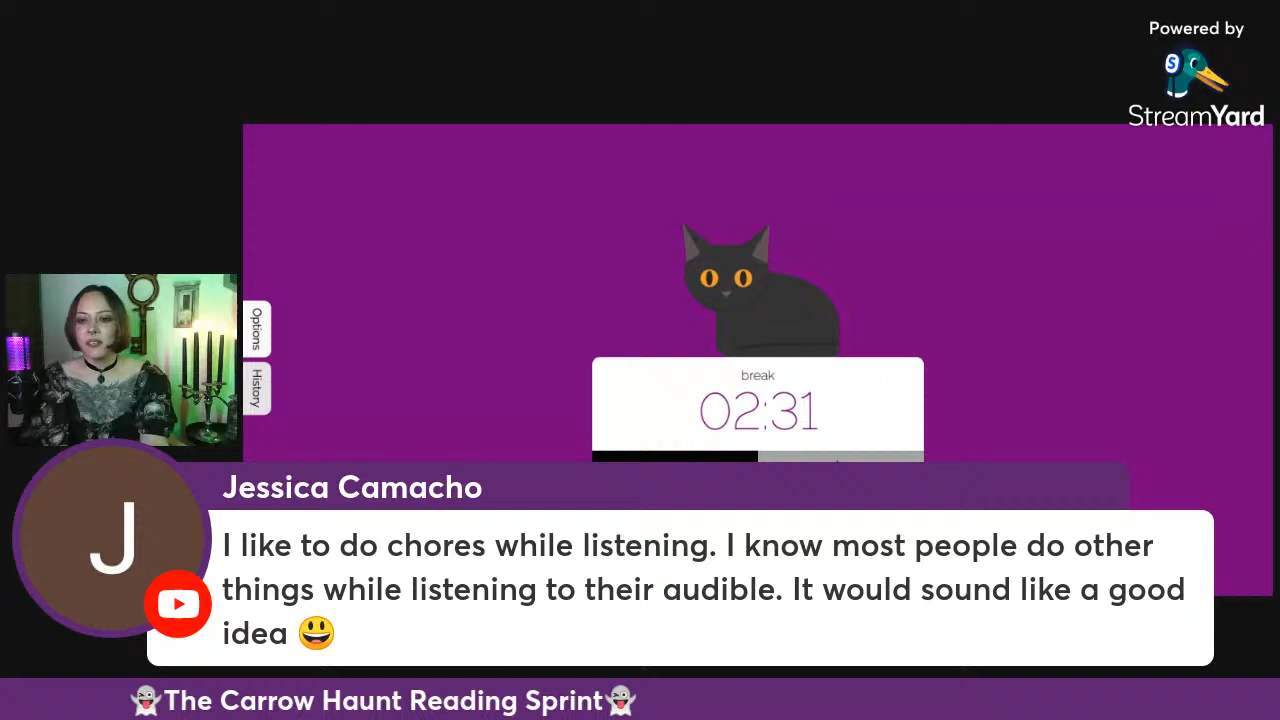 Powered by
S
StreamYard
Options
History
break
02:31
Jessica Camacho
J
I like to do chores while listening. I know most people do other
things while listening to their audible. It would sound like a good
idea 😃
👻The Carrow Haunt Reading Sprint👻